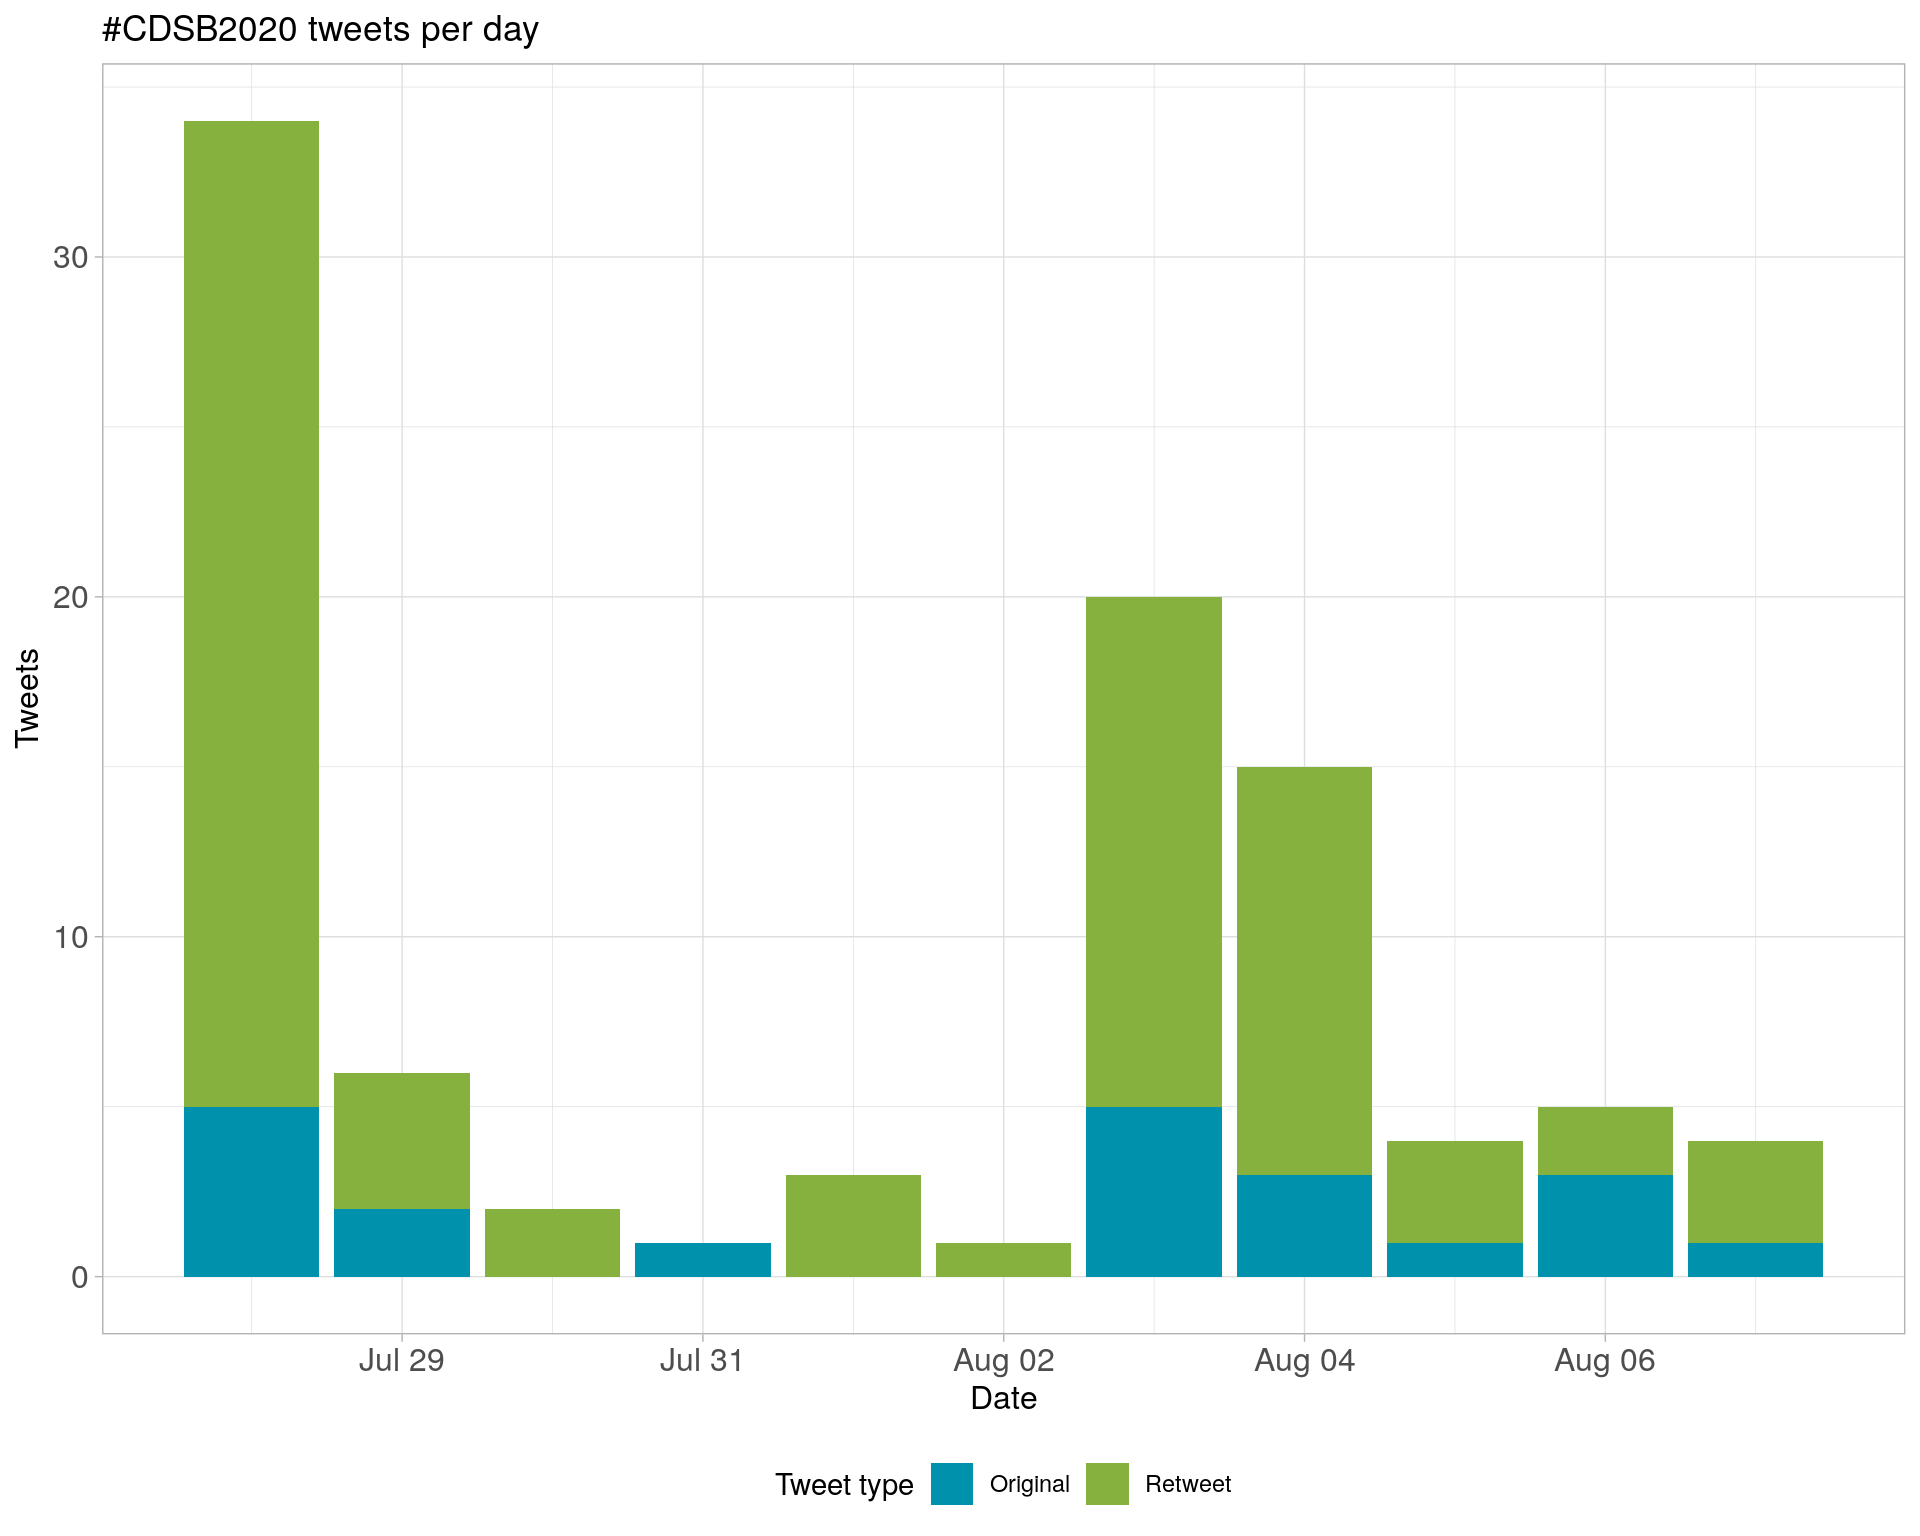 #CDSB2020 tweets per day
30
20
10
0
Tweets
Jul 29 Jul 31 Aug 02 Aug 04 Aug 06
Date
Tweet type Original Retweet